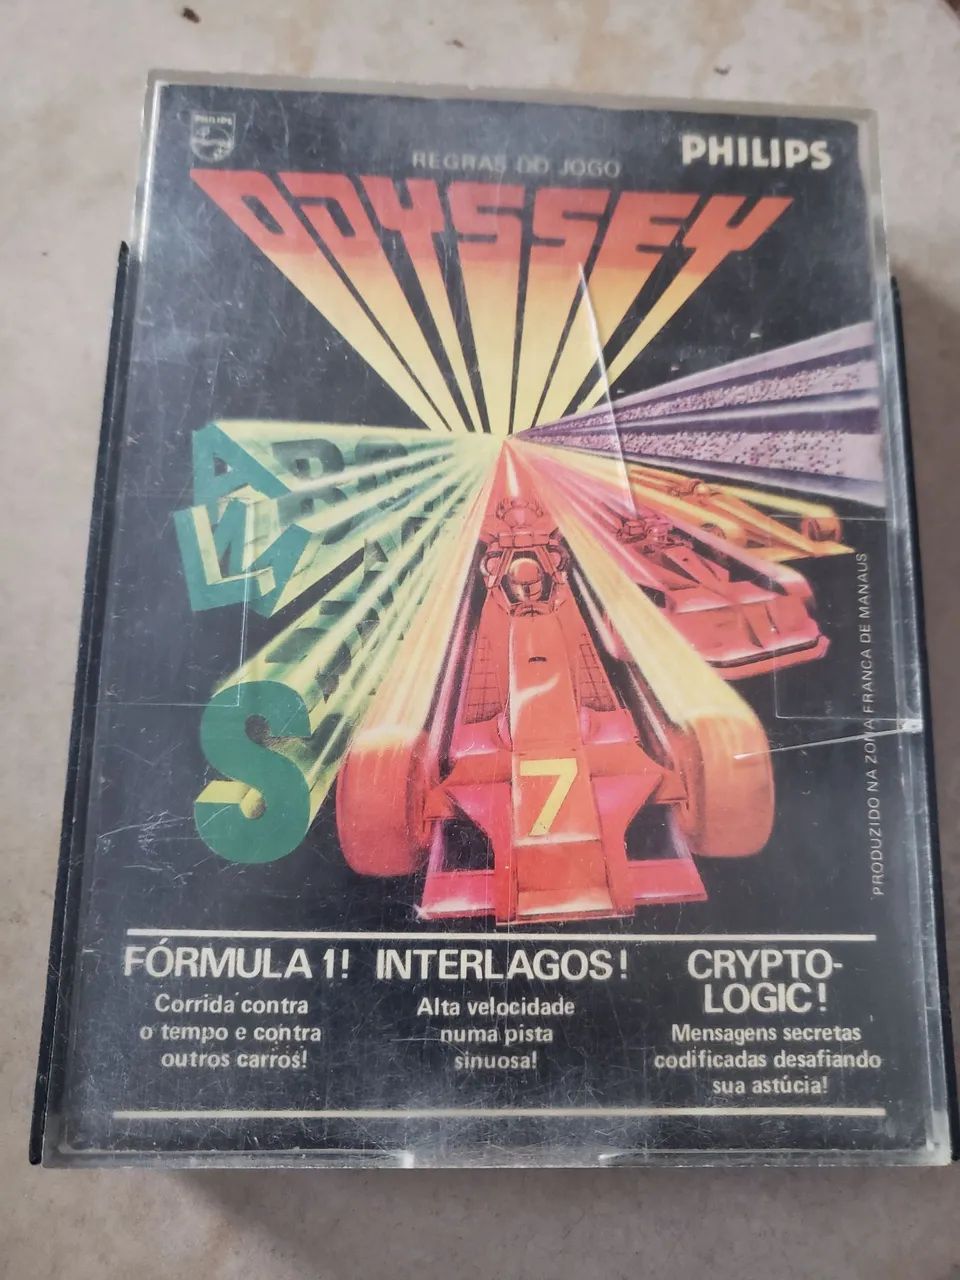 PHILIPS
PHILIPS
REGRAS DO JOGO
ODYSSEY
S
7
PRODUZIDO NA ZONA FRANCA DE MANAUS
FÓRMULA 1!
Corrida contra
o tempo e contra
outros carros!
INTERLAGOS!
Alta velocidade
numa pista
sinuosa!
CRYPTO-
LOGIC!
Mensagens secretas
codificadas desafiando
sua astúcia!